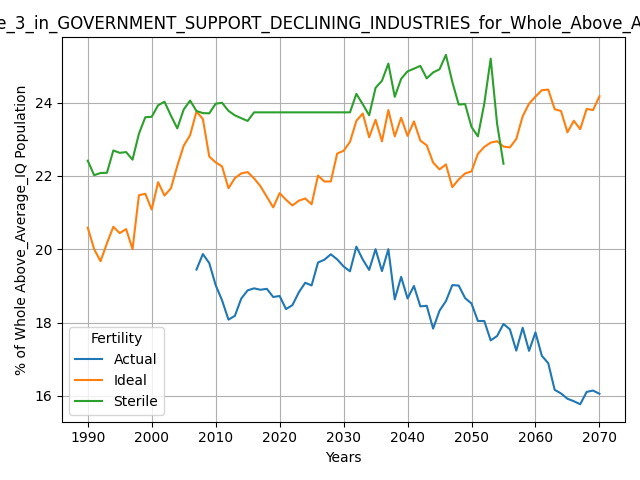 e_3_in_GOVERNMENT_SUPPORT_DECLINING_INDUSTRIES_for_Whole_Above_A
% of Whole Above_Average_IQ Population
24
22
20
18
16
Fertility
Actual
Ideal
Sterile
1990 2000 2010 2020 2030 2040 2050 2060 2070
Years